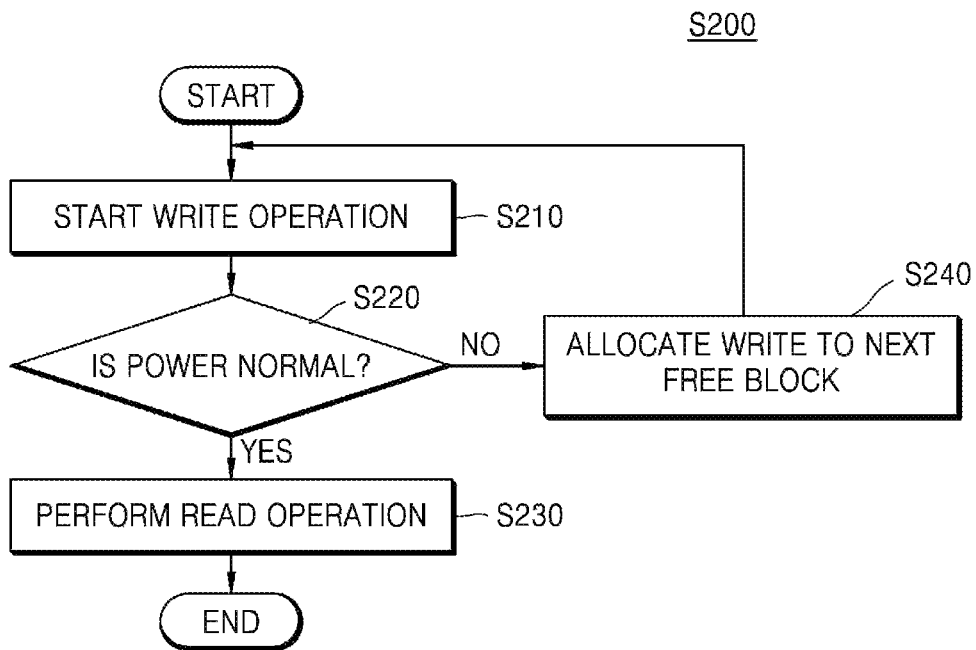 S200
START
START WRITE OPERATION
S210
S220
IS POWER NORMAL?
NO
S240
ALLOCATE WRITE TO NEXT
FREE BLOCK
YES
PERFORM READ OPERATION
S230
END